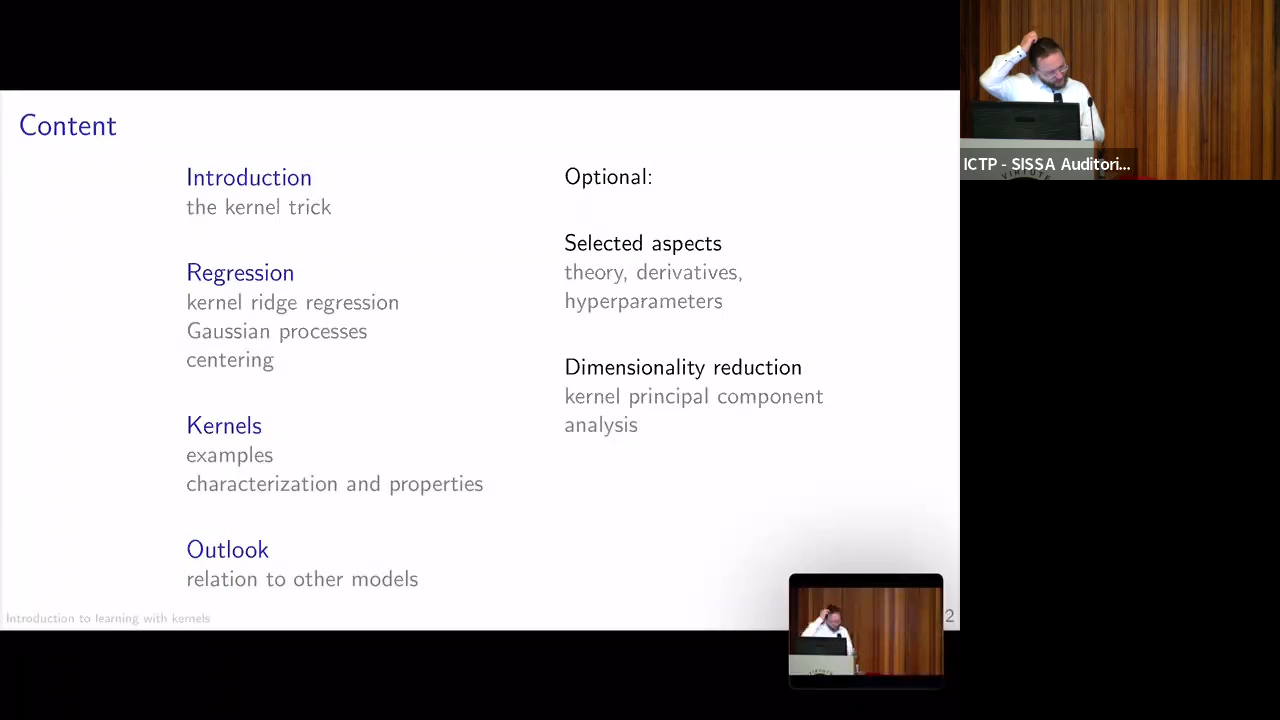 Content
Introduction
the kernel trick
Regression
kernel ridge regression
Gaussian processes
centering
Kernels
examples
characterization and properties
Outlook
relation to other models
Optional:
Selected aspects
theory, derivatives,
hyperparameters
Dimensionality reduction
kernel principal component
analysis
Introduction to learning with kernels
2
ICTP - SISSA Auditori...
VIRTUTE